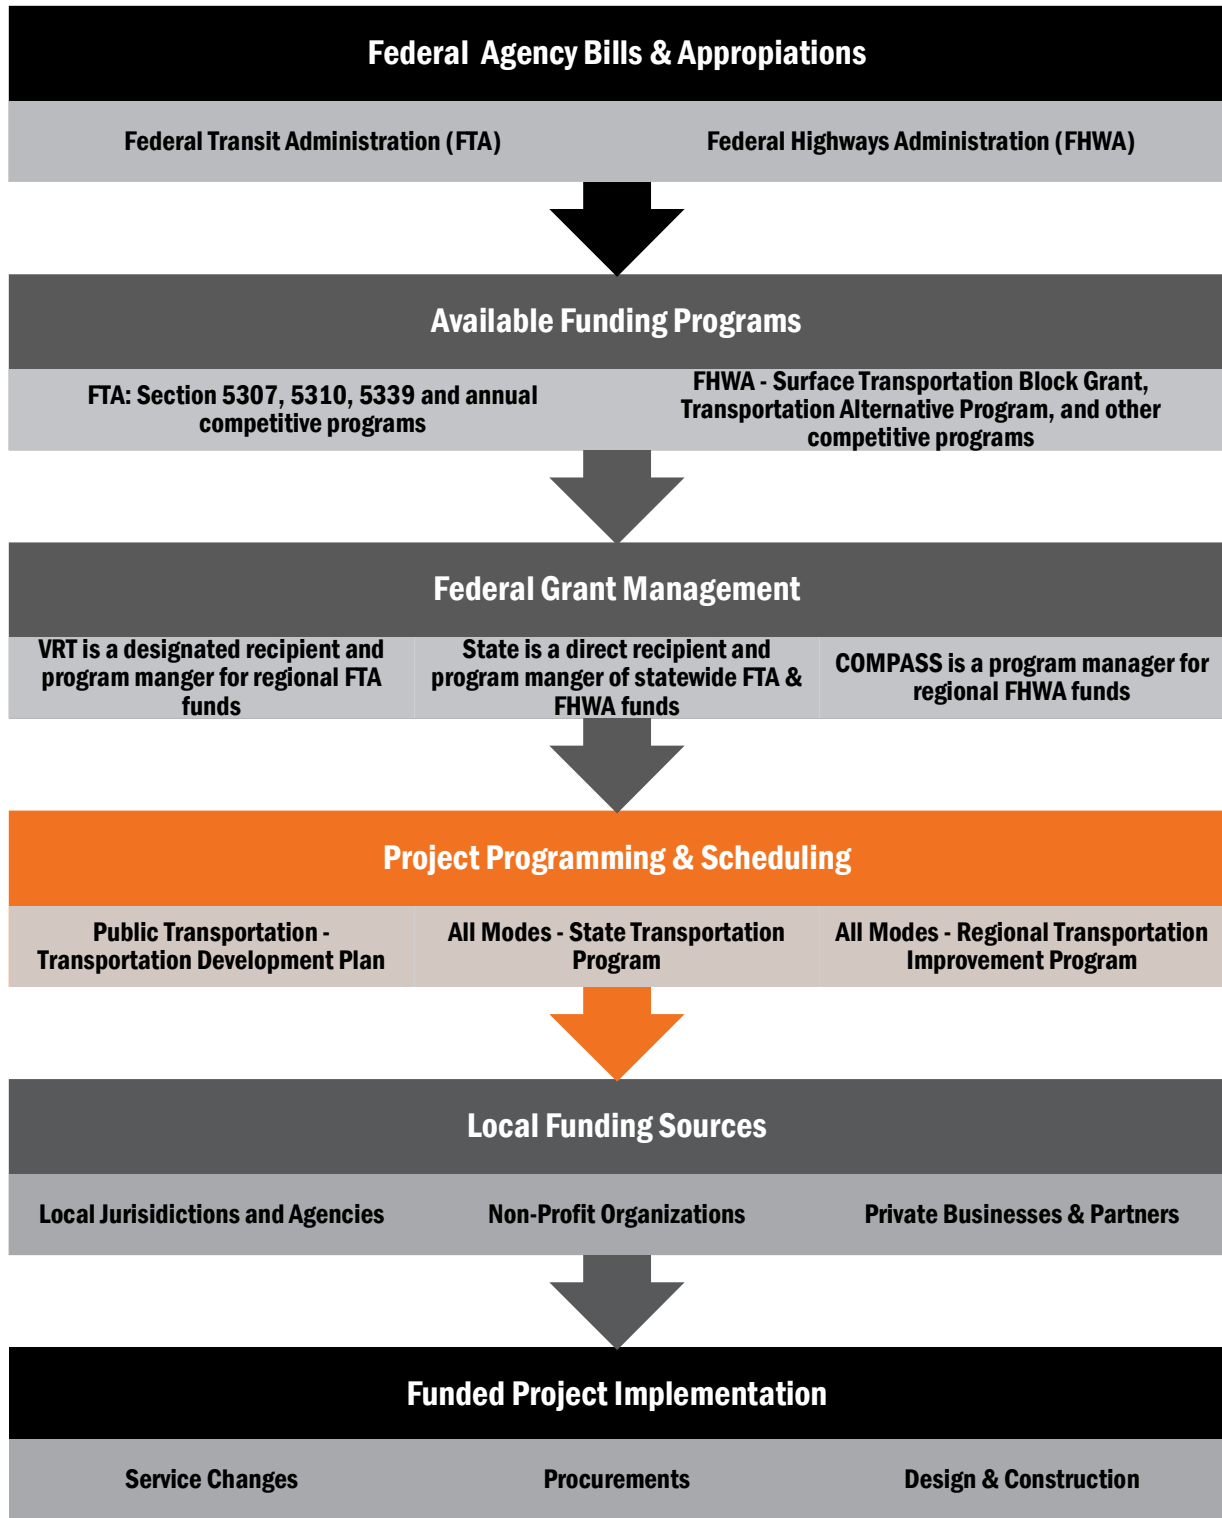 Federal Agency Bills & Appropiations
Federal Transit Administration (FTA)
Federal Highways Administration (FHWA)
Available Funding Programs
FTA: Section 5307, 5310, 5339 and annual
competitive programs
FHWA - Surface Transportation Block Grant,
Transportation Alternative Program, and other
competitive programs
Federal Grant Management
VRT is a designated recipient and
program manger for regional FTA
funds
State is a direct recipient and
program manger of statewide FTA &
FHWA funds
COMPASS is a program manager for
regional FHWA funds
Project Programming & Scheduling
Public Transportation -
Transportation Development Plan
All Modes - State Transportation
Program
All Modes - Regional Transportation
Improvement Program
Local Funding Sources
Local Jurisidictions and Agencies
Non-Profit Organizations
Private Businesses & Partners
Funded Project Implementation
Service Changes
Procurements
Design & Construction